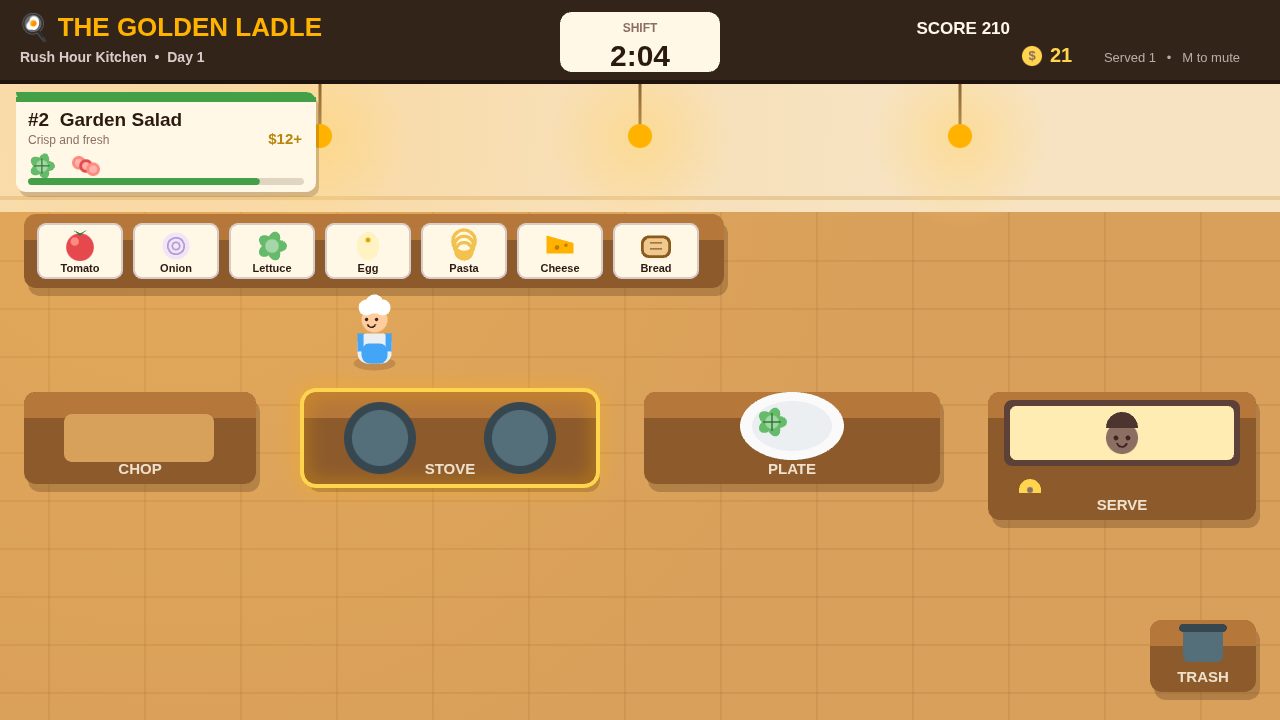 THE GOLDEN LADLE
Rush Hour Kitchen • Day 1
SHIFT
2:04
SCORE 210
$ 21
Served 1 • M to mute
#2 Garden Salad
Crisp and fresh
$12+
Tomato
Onion
Lettuce
Egg
Pasta
Cheese
Bread
CHOP
STOVE
PLATE
SERVE
TRASH